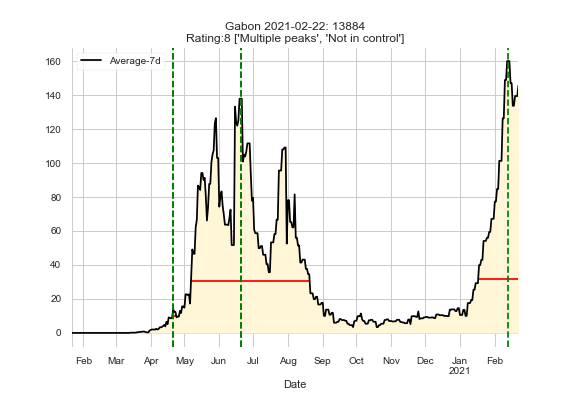 Gabon 2021-02-22: 13884
Rating:8 ['Multiple peaks', 'Not in control']
Average-7d
160
140
120
100
80
60
40
20
0
Feb Mar Apr May Jun Jul Aug Sep Oct Nov Dec Jan Feb
2021
Date